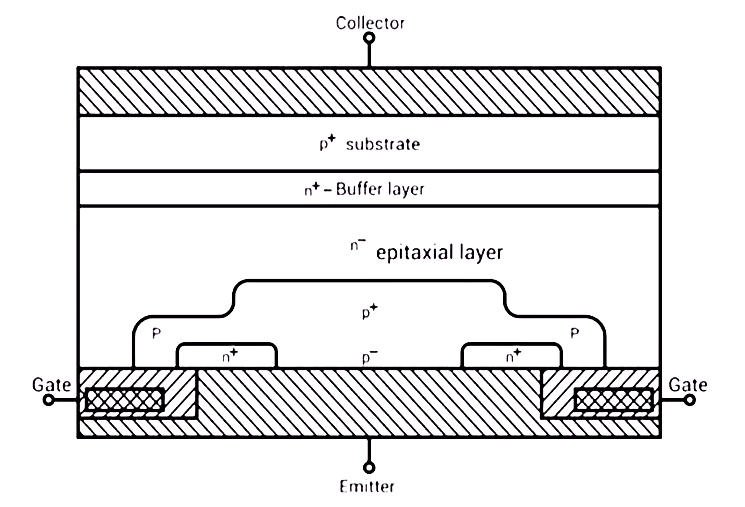 Collector
p⁺ substrate
n⁺ – Buffer layer
n⁻ epitaxial layer
p⁺
P P
n⁺ p⁻ n⁺
Gate Gate
Emitter